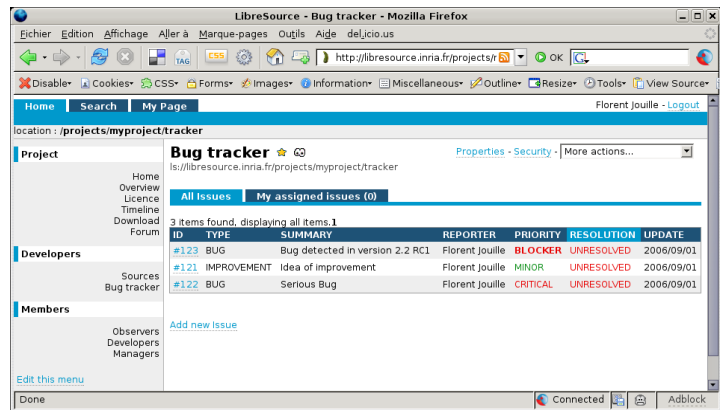 LibreSource - Bug tracker - Mozilla Firefox
Eichier Edition Affichage Aller à Marque-pages Outils Aide del,icio.us
TAG CSS http://libresource.inria.fr/projects/r OK G
Disable Cookies CSS Forms Images Information Miscellaneous Outline Resize Tools View Source
Home Search My Page Florent Jouille - Logout
location : /projects/myproject/tracker
Project
Home
Overview
Licence
Timeline
Download
Forum
Developers
Sources
Bug tracker
Members
Observers
Developers
Managers
Edit this menu
Bug tracker Properties - Security - More actions...
ls://libresource.inria.fr/projects/myproject/tracker
All Issues My assigned issues (0)
3 items found, displaying all items.1
ID TYPE SUMMARY REPORTER PRIORITY RESOLUTION UPDATE
#123 BUG Bug detected in version 2.2 RC1 Florent Jouille BLOCKER UNRESOLVED 2006/09/01
#121 IMPROVEMENT Idea of improvement Florent Jouille MINOR UNRESOLVED 2006/09/01
#122 BUG Serious Bug Florent Jouille CRITICAL UNRESOLVED 2006/09/01
Add new Issue
Done Connected Adblock